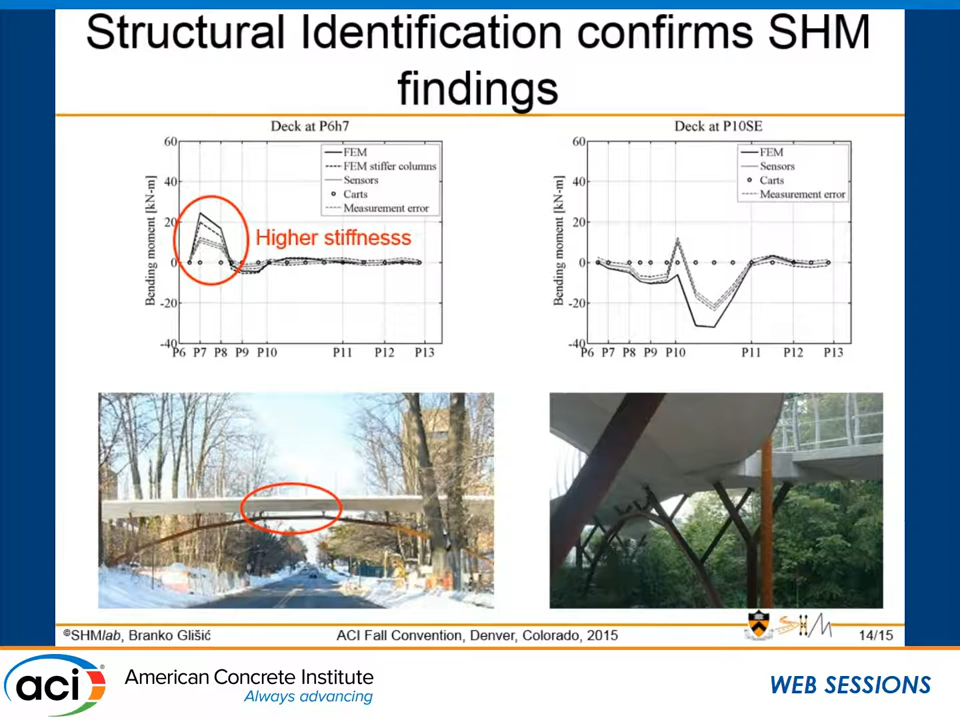 Structural Identification confirms SHM
findings
Deck at P6h7
60
40
20
0
-20
-40
Bending moment [kN-m]
FEM
FEM stiffer columns
Sensors
Carts
Measurement error
Higher stiffnesss
P6 P7 P8 P9 P10 P11 P12 P13
Deck at P10SE
60
40
20
0
-20
-40
Bending moment [kN-m]
FEM
Sensors
Carts
Measurement error
P6 P7 P8 P9 P10 P11 P12 P13
©SHMlab, Branko Glišić
ACI Fall Convention, Denver, Colorado, 2015
SHM
14/15
aci®
American Concrete Institute
Always advancing
WEB SESSIONS